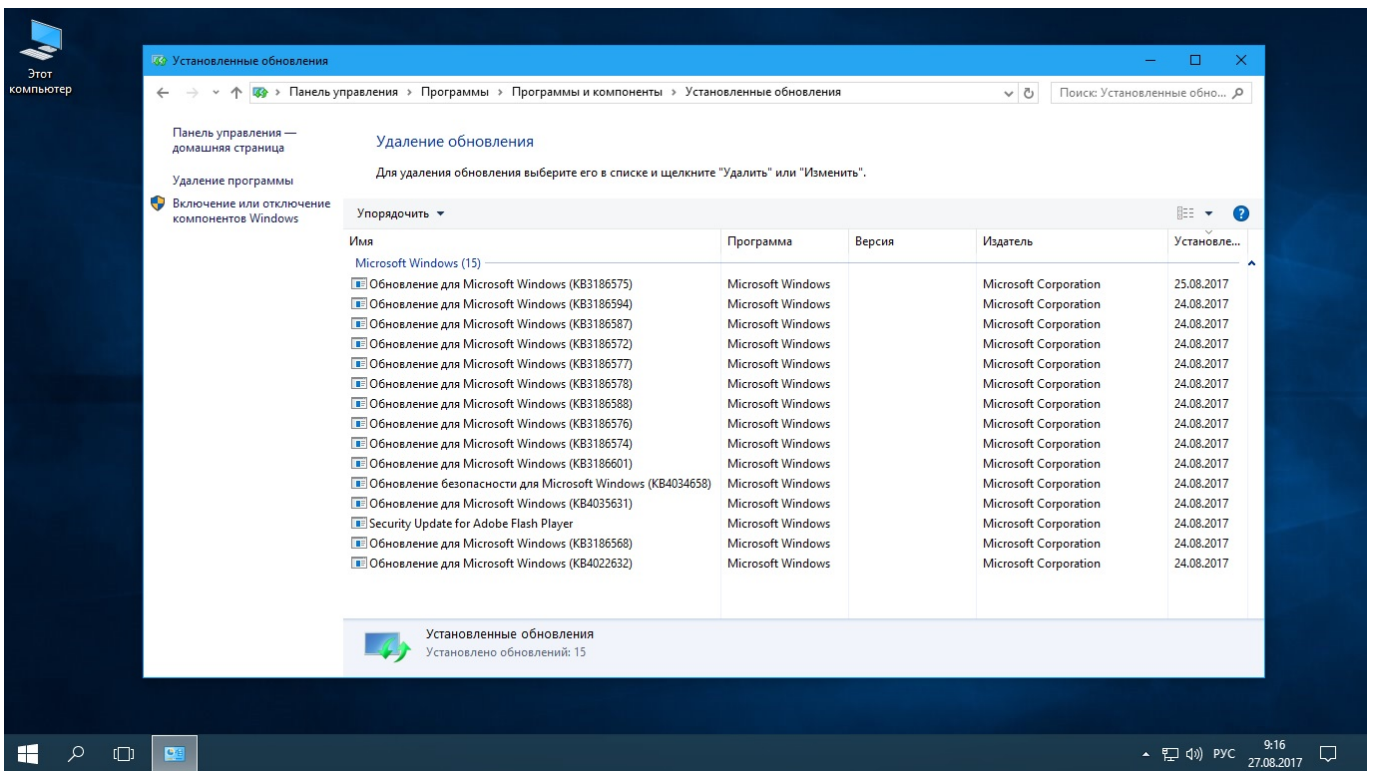 Этот
компьютер
Установленные обновления
Панель управления › Программы › Программы и компоненты › Установленные обновления
Поиск: Установленные обно...
Панель управления —
домашняя страница
Удаление программы
Включение или отключение
компонентов Windows
Удаление обновления
Для удаления обновления выберите его в списке и щелкните "Удалить" или "Изменить".
Упорядочить
Имя Программа Версия Издатель Установле...
Microsoft Windows (15)
Обновление для Microsoft Windows (KB3186575) Microsoft Windows Microsoft Corporation 25.08.2017
Обновление для Microsoft Windows (KB3186594) Microsoft Windows Microsoft Corporation 24.08.2017
Обновление для Microsoft Windows (KB3186587) Microsoft Windows Microsoft Corporation 24.08.2017
Обновление для Microsoft Windows (KB3186572) Microsoft Windows Microsoft Corporation 24.08.2017
Обновление для Microsoft Windows (KB3186577) Microsoft Windows Microsoft Corporation 24.08.2017
Обновление для Microsoft Windows (KB3186578) Microsoft Windows Microsoft Corporation 24.08.2017
Обновление для Microsoft Windows (KB3186588) Microsoft Windows Microsoft Corporation 24.08.2017
Обновление для Microsoft Windows (KB3186576) Microsoft Windows Microsoft Corporation 24.08.2017
Обновление для Microsoft Windows (KB3186574) Microsoft Windows Microsoft Corporation 24.08.2017
Обновление для Microsoft Windows (KB3186601) Microsoft Windows Microsoft Corporation 24.08.2017
Обновление безопасности для Microsoft Windows (KB4034658) Microsoft Windows Microsoft Corporation 24.08.2017
Обновление для Microsoft Windows (KB4035631) Microsoft Windows Microsoft Corporation 24.08.2017
Security Update for Adobe Flash Player Microsoft Windows Microsoft Corporation 24.08.2017
Обновление для Microsoft Windows (KB3186568) Microsoft Windows Microsoft Corporation 24.08.2017
Обновление для Microsoft Windows (KB4022632) Microsoft Windows Microsoft Corporation 24.08.2017
Установленные обновления
Установлено обновлений: 15
РУС
9:16
27.08.2017